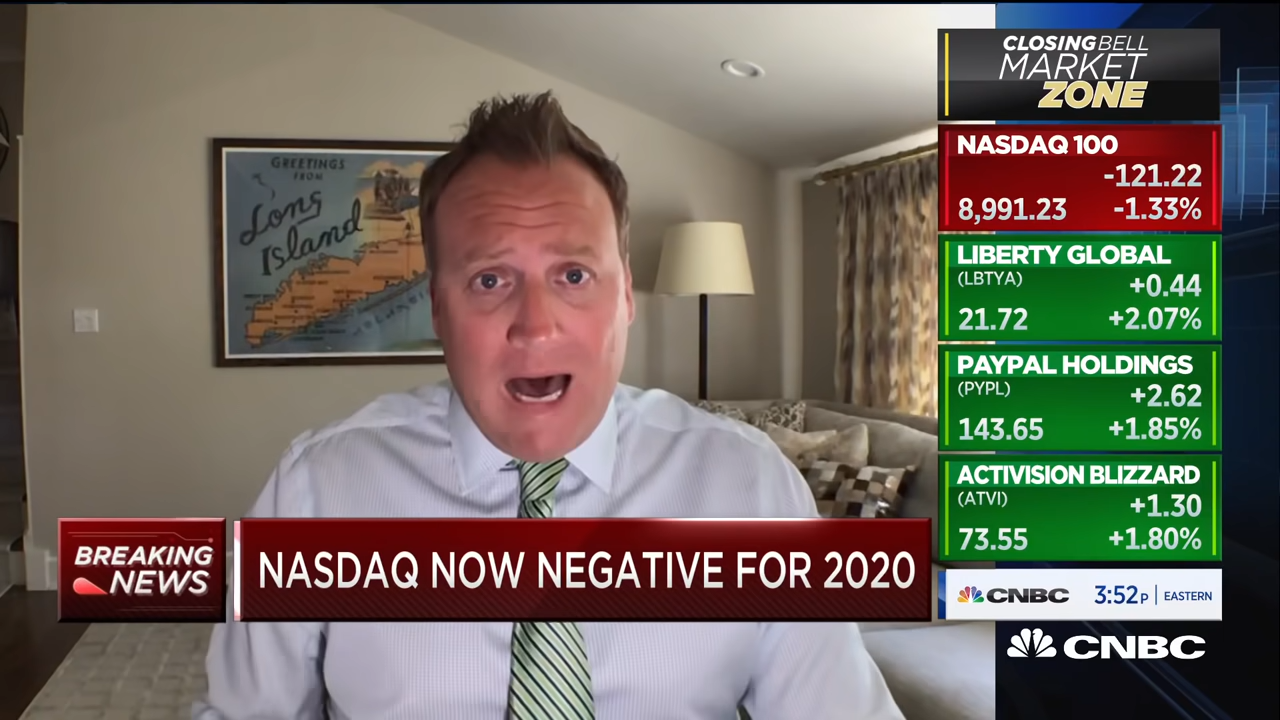 GREETINGS
FROM
Long
Island
BREAKING
NEWS
NASDAQ NOW NEGATIVE FOR 2020
CLOSING BELL
MARKET
ZONE
NASDAQ 100
-121.22
8,991.23 -1.33%
LIBERTY GLOBAL
(LBTYA) +0.44
21.72 +2.07%
PAYPAL HOLDINGS
(PYPL) +2.62
143.65 +1.85%
ACTIVISION BLIZZARD
(ATVI) +1.30
73.55 +1.80%
CNBC 3:52P EASTERN
CNBC